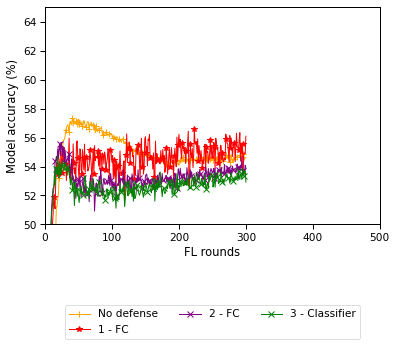 64
62
60
58
56
54
52
50
Model accuracy (%)
0 100 200 300 400 500
FL rounds
No defense 2 - FC 3 - Classifier
1 - FC